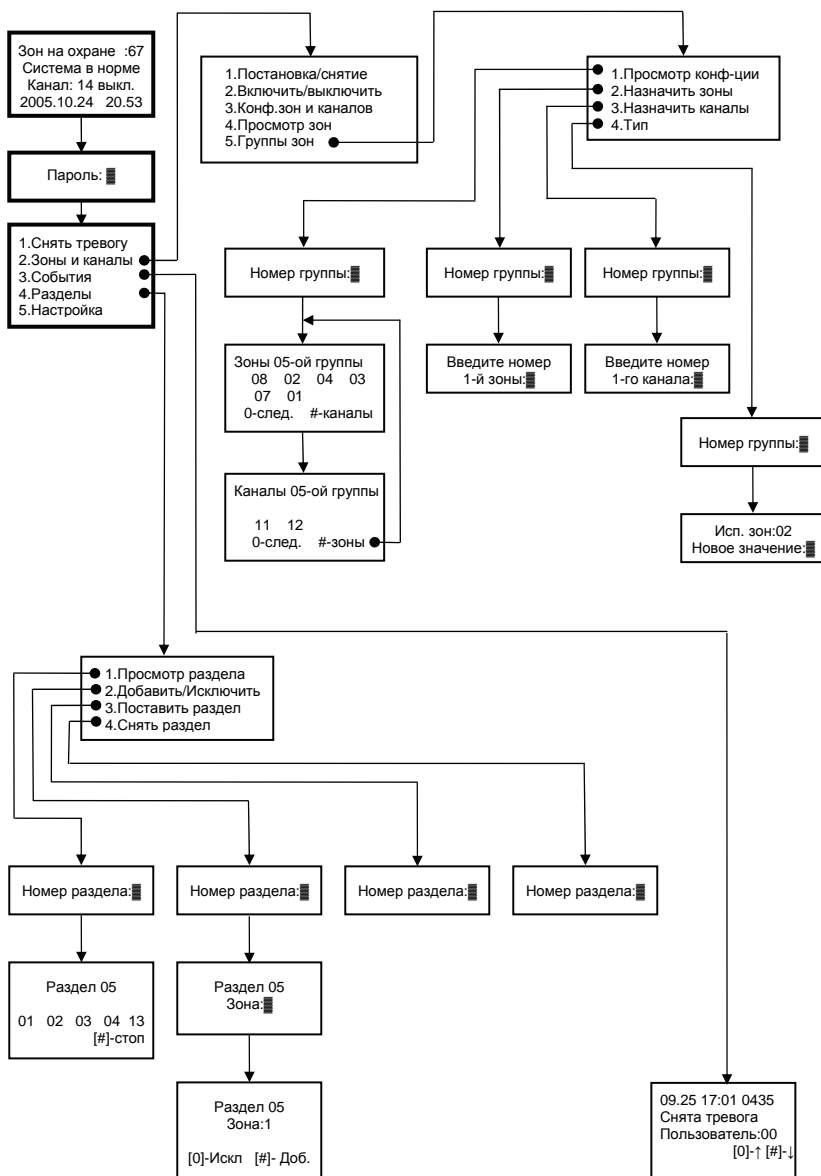 Зон на охране :67
Система в норме
Канал: 14 выкл.
2005.10.24 20.53
Пароль:
1.Снять тревогу
2.Зоны и каналы
3.События
4.Разделы
5.Настройка
1.Постановка/снятие
2.Включить/выключить
3.Конф.зон и каналов
4.Просмотр зон
5.Группы зон
1.Просмотр конф-ции
2.Назначить зоны
3.Назначить каналы
4.Тип
Номер группы:
Зоны 05-ой группы
08 02 04 03
07 01
0-след. #-каналы
Каналы 05-ой группы
11 12
0-след. #-зоны
Номер группы:
Введите номер
1-й зоны:
Номер группы:
Введите номер
1-го канала:
Номер группы:
Исп. зон:02
Новое значение:
1.Просмотр раздела
2.Добавить/Исключить
3.Поставить раздел
4.Снять раздел
Номер раздела:
Раздел 05
01 02 03 04 13
[#]-стоп
Номер раздела:
Раздел 05
Зона:
Раздел 05
Зона:1
[0]-Искл [#]- Доб.
Номер раздела:
Номер раздела:
09.25 17:01 0435
Снята тревога
Пользователь:00
[0]-↑ [#]-↓